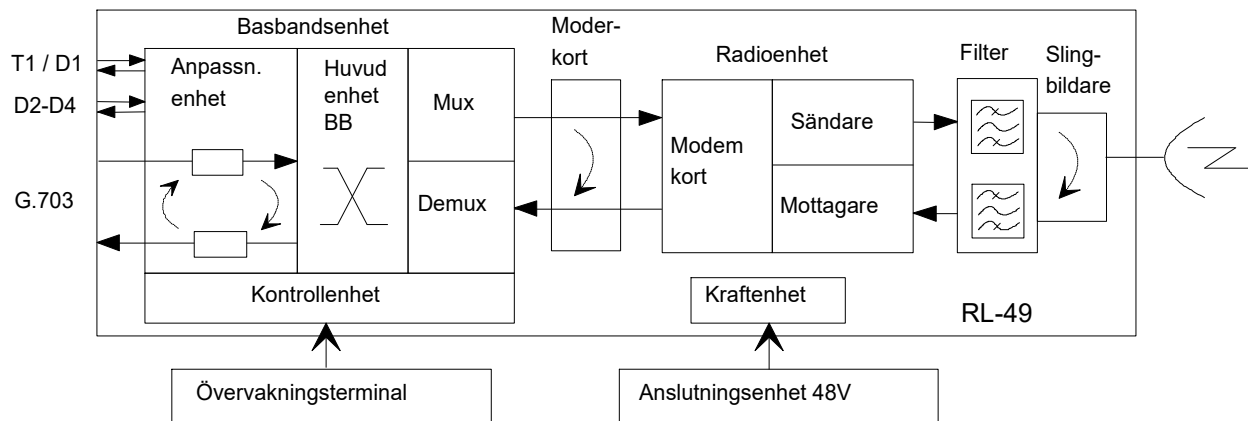 Basbandsenhet
Moder-
kort
Radioenhet
Filter
Sling-
bildare
T1 / D1
D2-D4
G.703
Anpassn.
enhet
Huvud
enhet
BB
Mux
Demux
Modem
kort
Sändare
Mottagare
Kontrollenhet
Kraftenhet
RL-49
Övervakningsterminal
Anslutningsenhet 48V